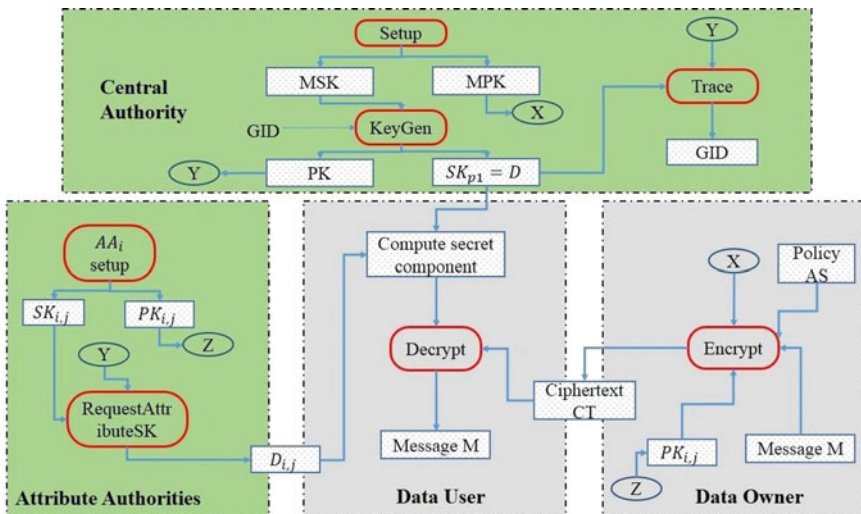 Setup
Y
MSK
MPK
Trace
Central
Authority
X
GID
KeyGen
GID
Y
PK
SK_{p1} = D
AA_i
setup
Compute secret
component
X
Policy
AS
SK_{i,j}
PK_{i,j}
Z
Y
Decrypt
Encrypt
RequestAttr
ibuteSK
Ciphertext
CT
D_{i,j}
Message M
PK_{i,j}
Message M
Z
Attribute Authorities
Data User
Data Owner